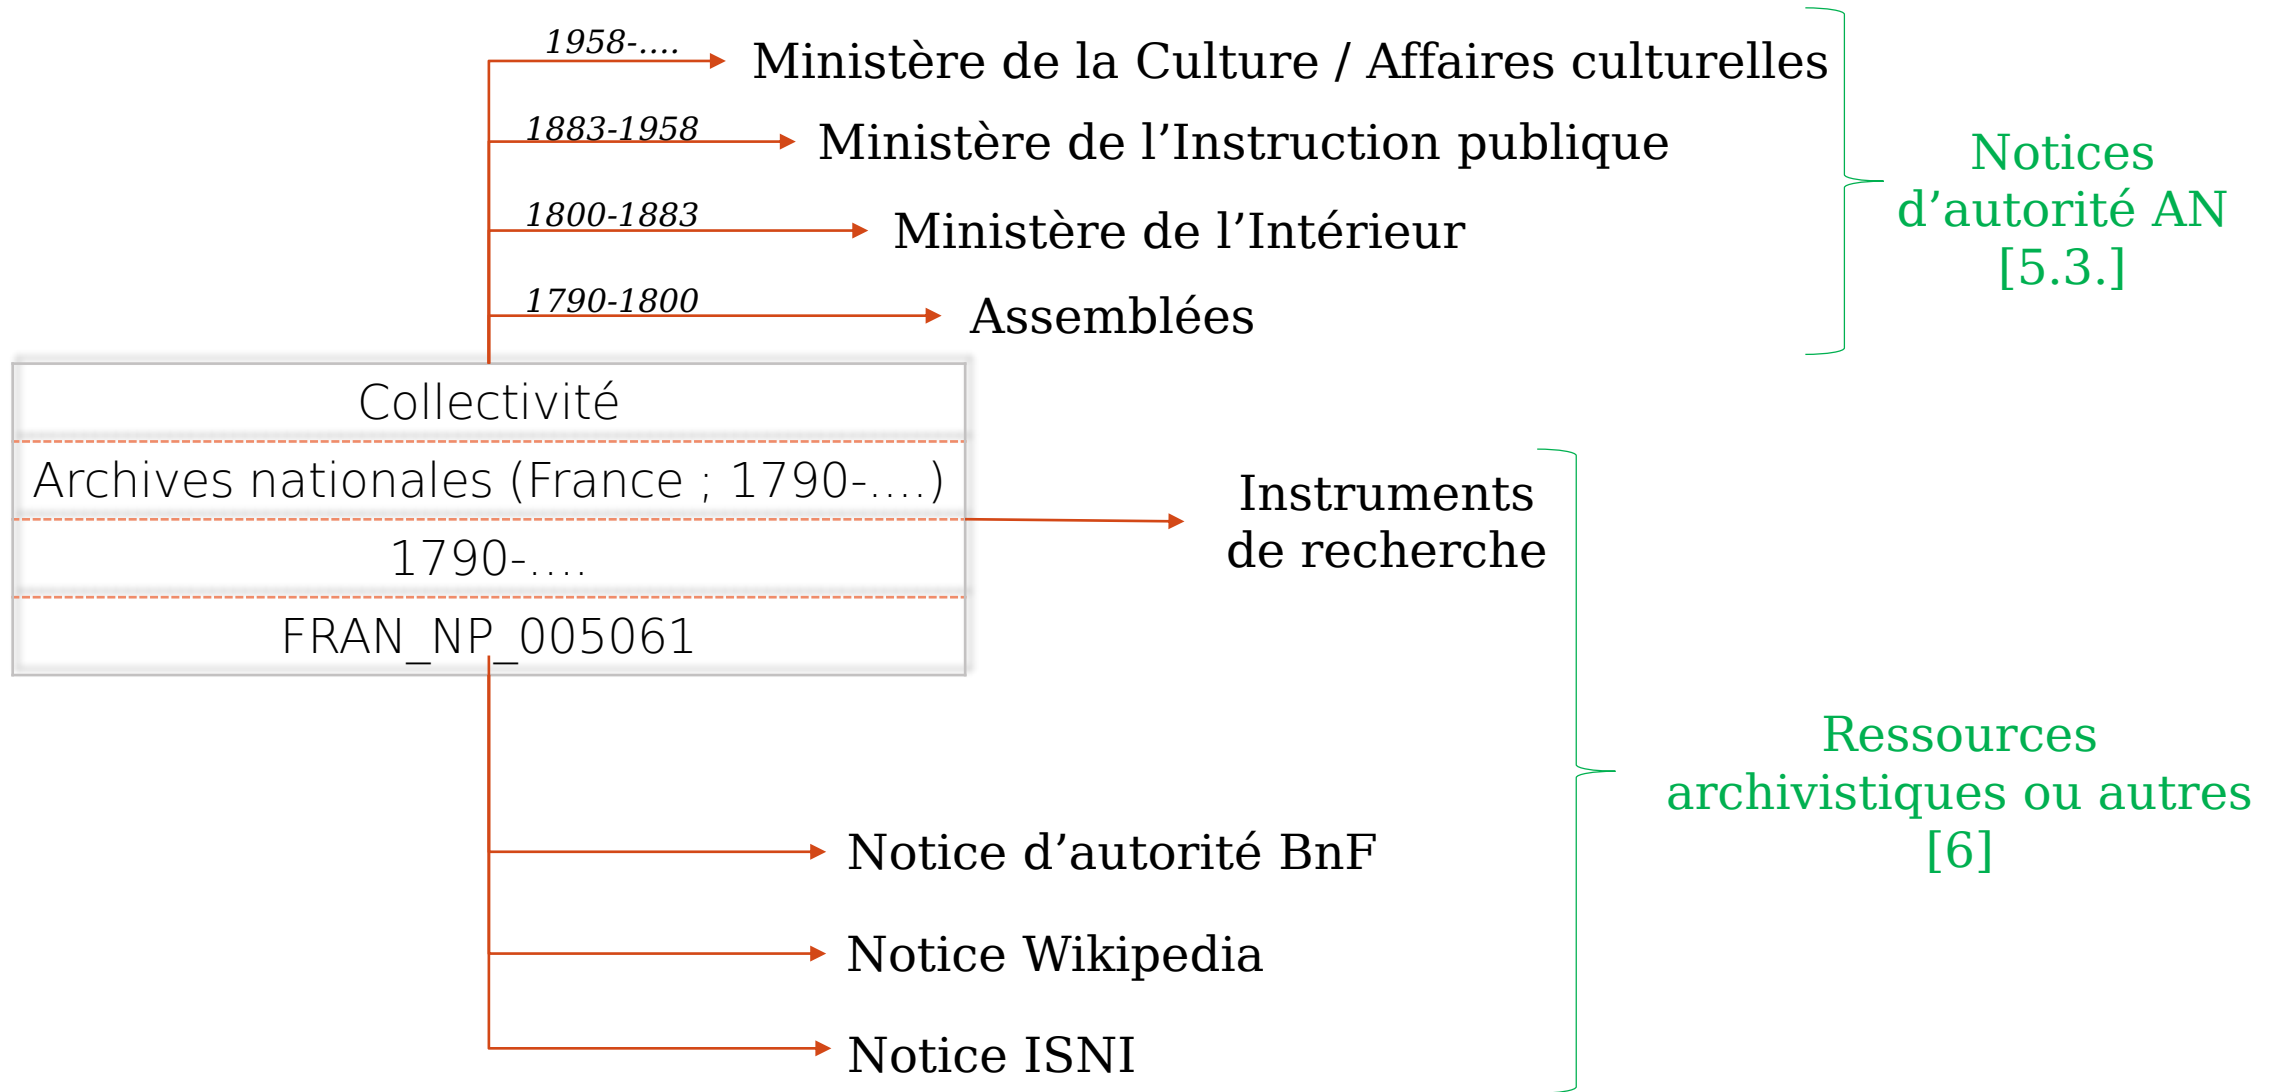 1958-....
Ministère de la Culture / Affaires culturelles
1883-1958
Ministère de l’Instruction publique
1800-1883
Ministère de l’Intérieur
1790-1800
Assemblées
Notices
d’autorité AN
[5.3.]
Collectivité
Archives nationales (France ; 1790-....)
1790-....
FRAN_NP_005061
Instruments
de recherche
Notice d’autorité BnF
Notice Wikipedia
Notice ISNI
Ressources
archivistiques ou autres
[6]